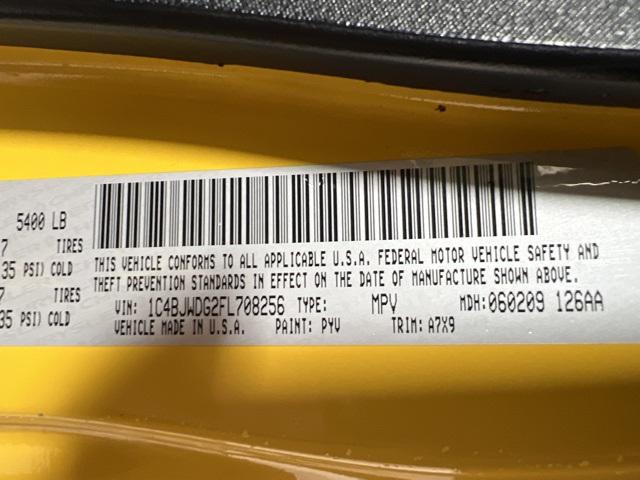 5400 LB
7 TIRES
35 PSI) COLD
7 TIRES
35 PSI) COLD
THIS VEHICLE CONFORMS TO ALL APPLICABLE U.S.A. FEDERAL MOTOR VEHICLE SAFETY AND
THEFT PREVENTION STANDARDS IN EFFECT ON THE DATE OF MANUFACTURE SHOWN ABOVE.
VIN: 1C4BJWDG2FL708256 TYPE: MPV MDH:060209 126AA
VEHICLE MADE IN U.S.A. PAINT: PYV TRIM: A7X9